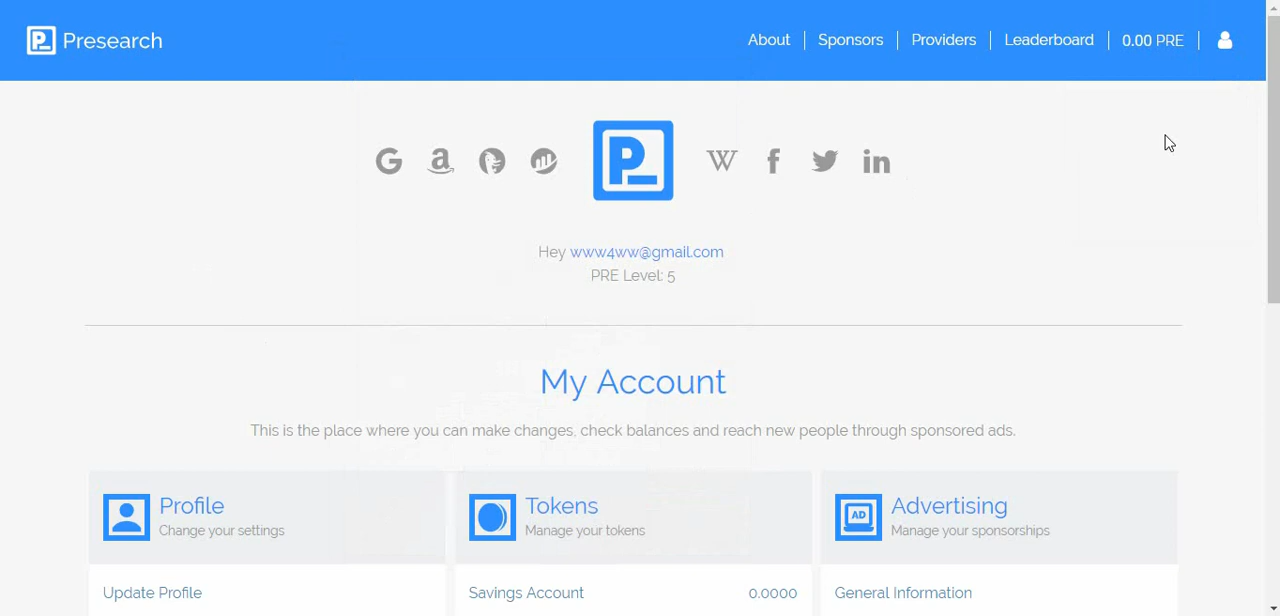 Presearch
About
Sponsors
Providers
Leaderboard
0.00 PRE
Hey www4ww@gmail.com
PRE Level: 5
My Account
This is the place where you can make changes, check balances and reach new people through sponsored ads.
Profile
Change your settings
Update Profile
Tokens
Manage your tokens
Savings Account 0.0000
AD
Advertising
Manage your sponsorships
General Information